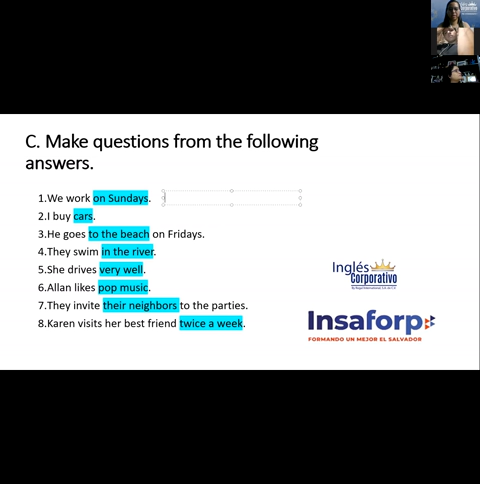 C. Make questions from the following
answers.
1.We work on Sundays.
2.I buy cars.
3.He goes to the beach on Fridays.
4.They swim in the river.
5.She drives very well.
6.Allan likes pop music.
7.They invite their neighbors to the parties.
8.Karen visits her best friend twice a week.
Inglés
Corporativo
Insaforp
FORMANDO UN MEJOR EL SALVADOR